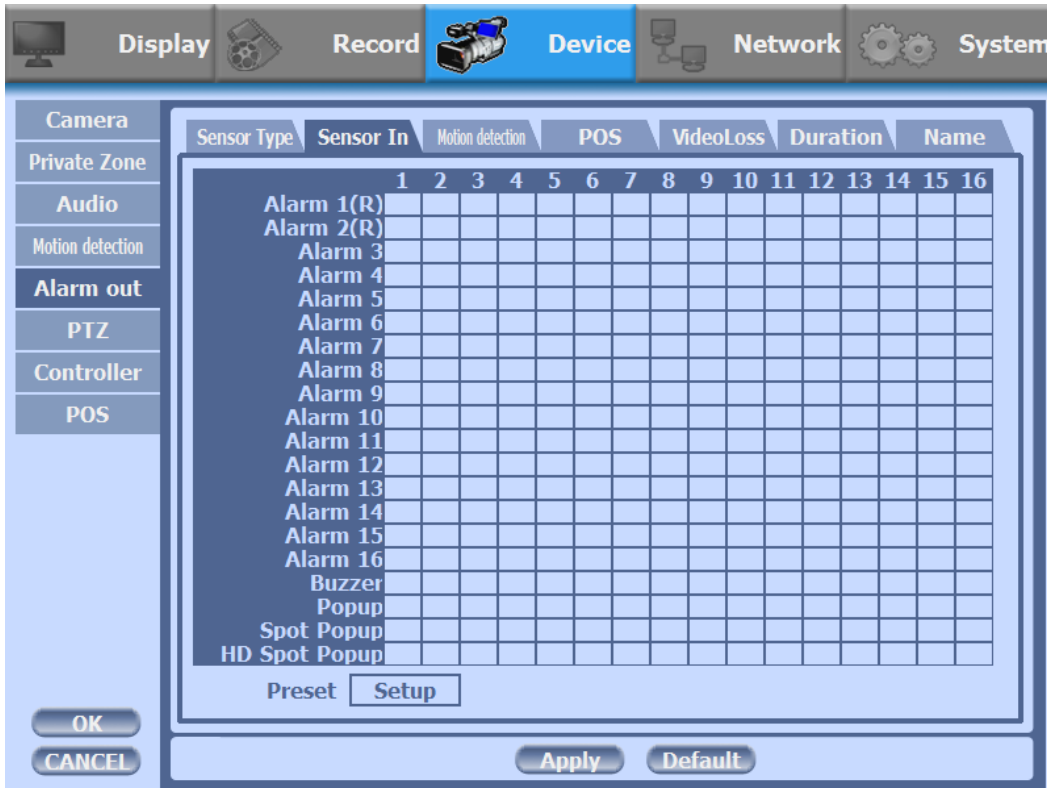 Display Record Device Network System
Camera
Private Zone
Audio
Motion detection
Alarm out
PTZ
Controller
POS
OK
CANCEL
Sensor Type Sensor In Motion detection POS VideoLoss Duration Name
1 2 3 4 5 6 7 8 9 10 11 12 13 14 15 16
Alarm 1(R)
Alarm 2(R)
Alarm 3
Alarm 4
Alarm 5
Alarm 6
Alarm 7
Alarm 8
Alarm 9
Alarm 10
Alarm 11
Alarm 12
Alarm 13
Alarm 14
Alarm 15
Alarm 16
Buzzer
Popup
Spot Popup
HD Spot Popup
Preset Setup
Apply Default